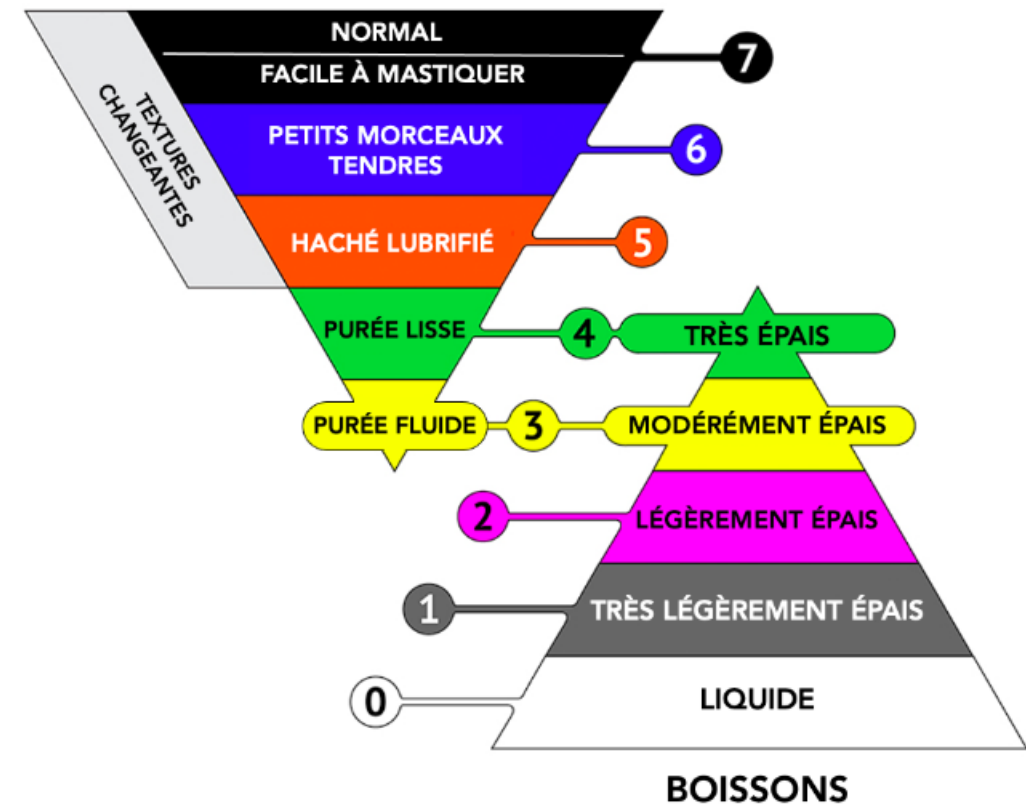 NORMAL
FACILE À MASTIQUER
7
TEXTURES
CHANGEANTES
PETITS MORCEAUX
TENDRES
6
HACHÉ LUBRIFIÉ
5
PURÉE LISSE
4
TRÈS ÉPAIS
PURÉE FLUIDE
3
MODÉRÉMENT ÉPAIS
2
LÉGÈREMENT ÉPAIS
1
TRÈS LÉGÈREMENT ÉPAIS
0
LIQUIDE
BOISSONS